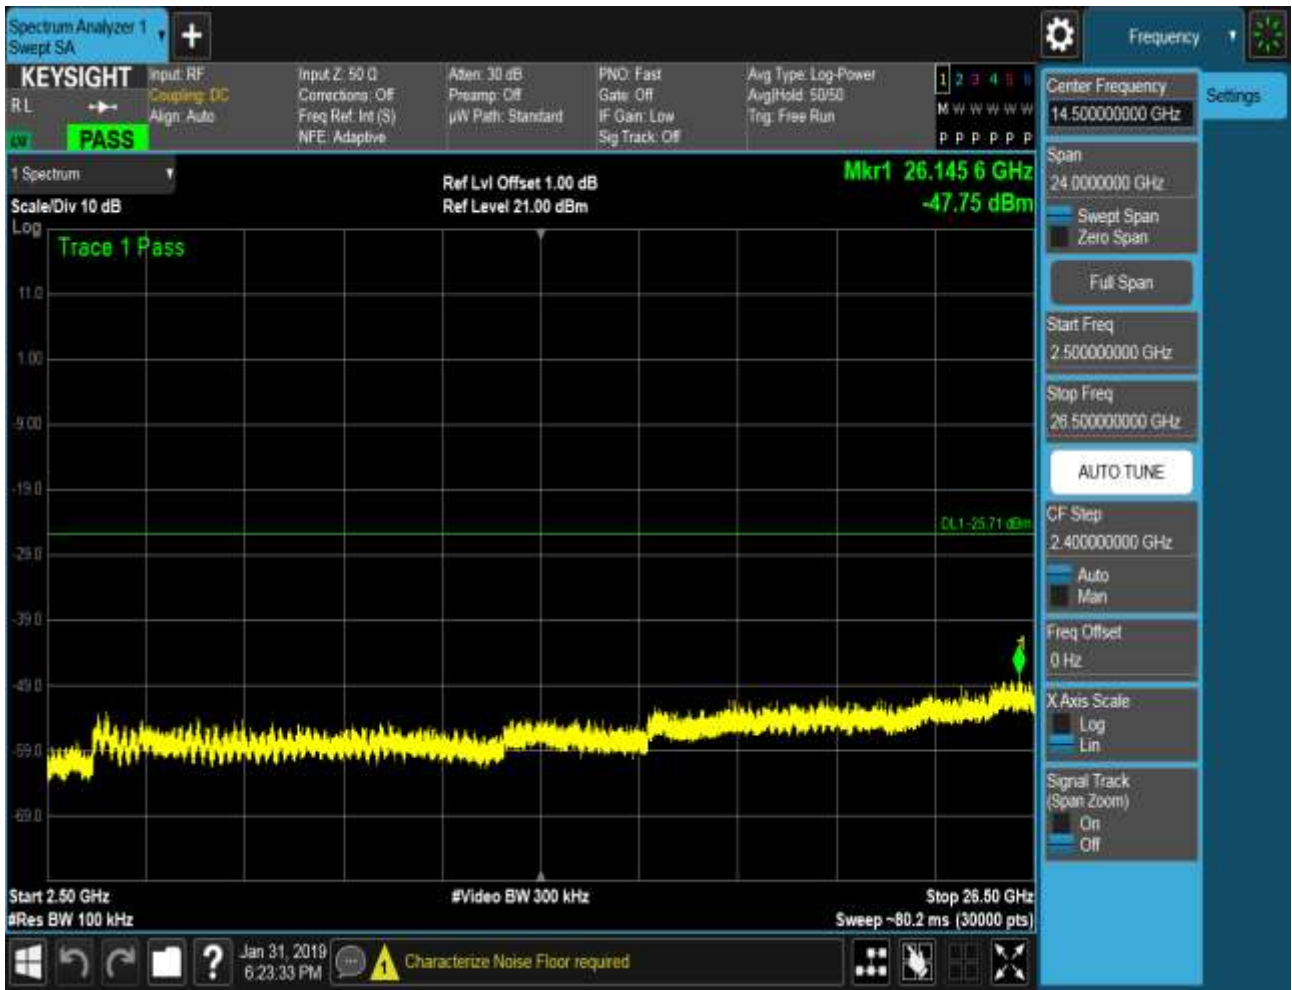 Spectrum Analyzer 1
Swept SA
Frequency
KEYSIGHT
R L
PASS
Input: RF
Coupling: DC
Align: Auto
Input Z: 50 Ω
Corrections: Off
Freq Ref: Int (S)
NFE: Adaptive
Atten: 30 dB
Preamp: Off
µW Path: Standard
PNO: Fast
Gate: Off
IF Gain: Low
Sig Track: Off
Avg Type: Log-Power
Avg|Hold: 50/50
Trig: Free Run
1 2 3 4 5 6
M W W W W W
P P P P P P
1 Spectrum
Scale/Div 10 dB
Ref Lvl Offset 1.00 dB
Ref Level 21.00 dBm
Mkr1 26.145 6 GHz
-47.75 dBm
Log
Trace 1 Pass
11.0
1.00
-9.00
-19.0
DL1 -25.71 dBm
-29.0
-39.0
1
-49.0
-59.0
-69.0
Start 2.50 GHz
#Video BW 300 kHz
Stop 26.50 GHz
#Res BW 100 kHz
Sweep ~80.2 ms (30000 pts)
Jan 31, 2019
6:23:33 PM
?
1
Characterize Noise Floor required
Center Frequency
14.500000000 GHz
Settings
Span
24.0000000 GHz
Swept Span
Zero Span
Full Span
Start Freq
2.500000000 GHz
Stop Freq
26.500000000 GHz
AUTO TUNE
CF Step
2.400000000 GHz
Auto
Man
Freq Offset
0 Hz
X Axis Scale
Log
Lin
Signal Track
(Span Zoom)
On
Off